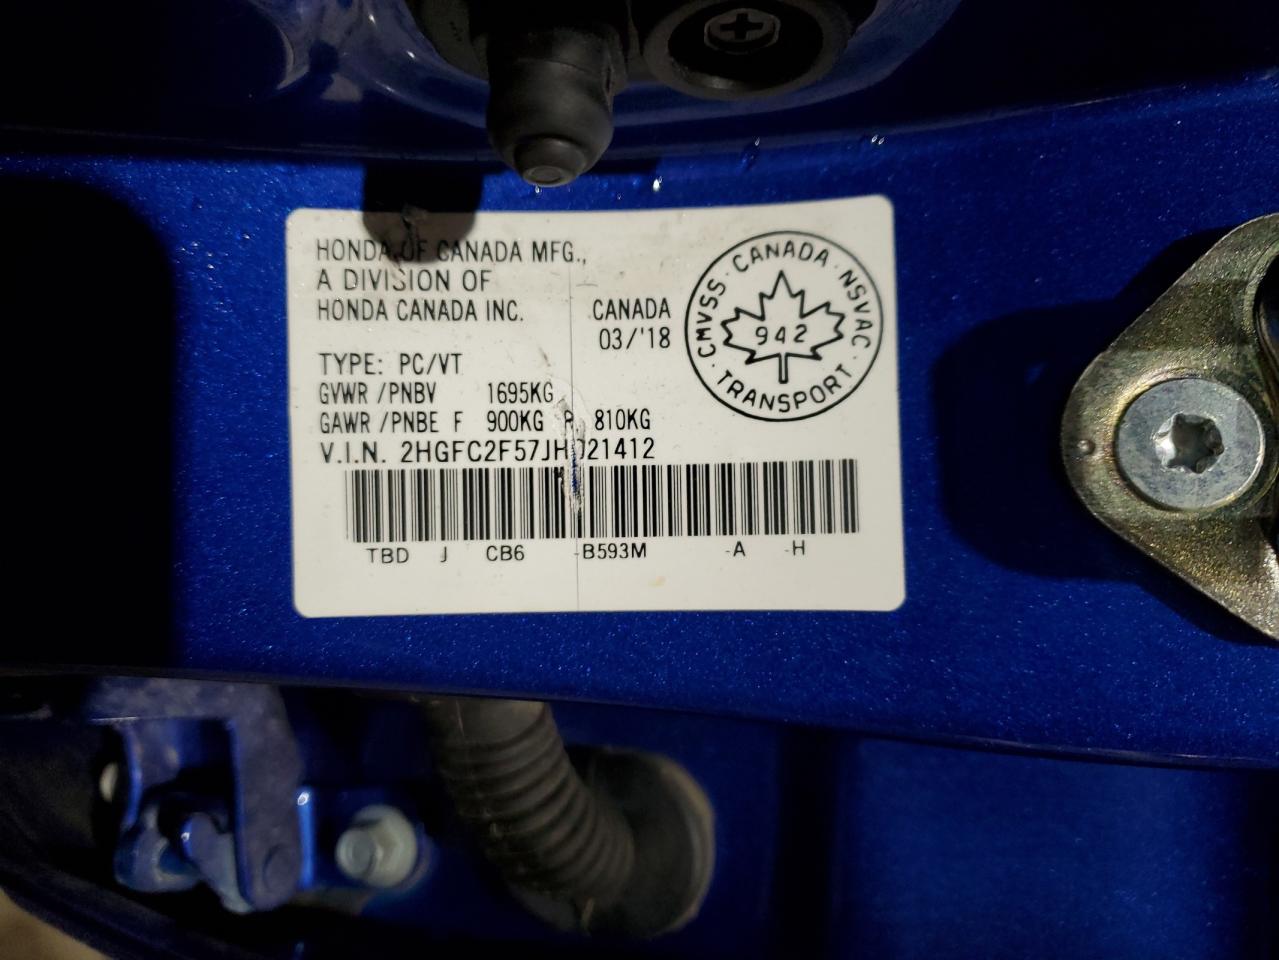 HONDA OF CANADA MFG.,
A DIVISION OF
HONDA CANADA INC.
CANADA
03/'18
TYPE: PC/VT
GVWR /PNBV 1695KG
GAWR /PNBE F 900KG R 810KG
V.I.N. 2HGFC2F57JH021412
TBD J CB6 -B593M -A -H
CMVSS · CANADA · NSVAC · TRANSPORT ·
942